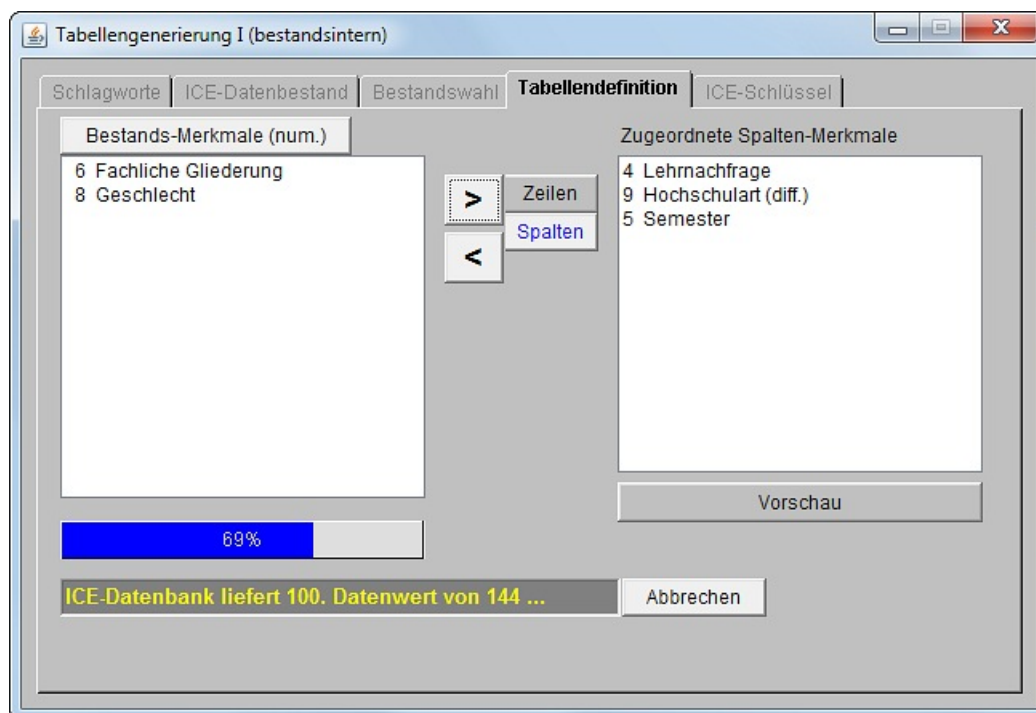 Tabellengenerierung I (bestandsintern)
Schlagworte
ICE-Datenbestand
Bestandswahl
Tabellendefinition
ICE-Schlüssel
Bestands-Merkmale (num.)
6 Fachliche Gliederung
8 Geschlecht
>
<
Zeilen
Spalten
Zugeordnete Spalten-Merkmale
4 Lehrnachfrage
9 Hochschulart (diff.)
5 Semester
Vorschau
69%
ICE-Datenbank liefert 100. Datenwert von 144 ...
Abbrechen